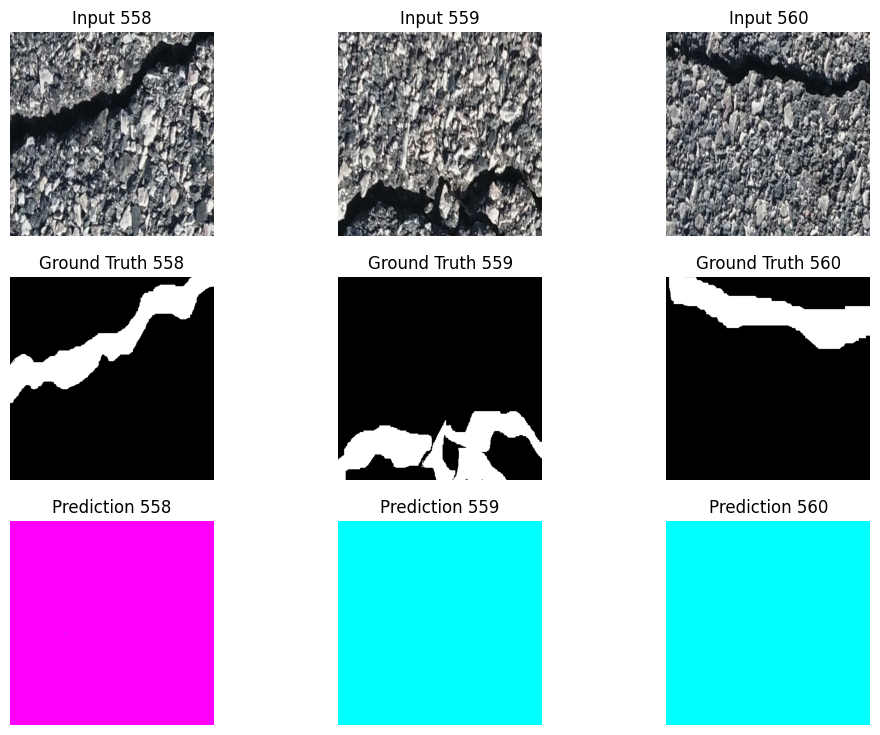 Input 558
Input 559
Input 560
Ground Truth 558
Ground Truth 559
Ground Truth 560
Prediction 558
Prediction 559
Prediction 560